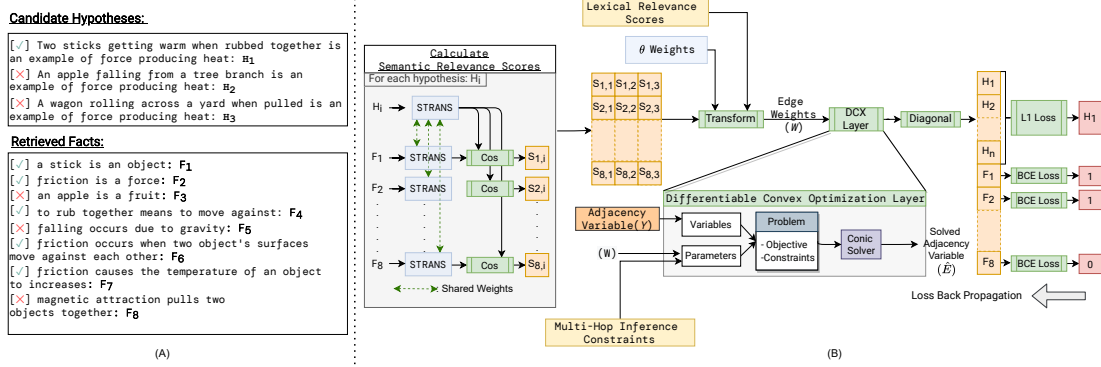 Candidate Hypotheses:
[✓] Two sticks getting warm when rubbed together is
an example of force producing heat: H1
[✕] An apple falling from a tree branch is an
example of force producing heat: H2
[✕] A wagon rolling across a yard when pulled is an
example of force producing heat: H3
Retrieved Facts:
[✓] a stick is an object: F1
[✓] friction is a force: F2
[✕] an apple is a fruit: F3
[✓] to rub together means to move against: F4
[✕] falling occurs due to gravity: F5
[✓] friction occurs when two object's surfaces
move against each other: F6
[✓] friction causes the temperature of an object
to increases: F7
[✕] magnetic attraction pulls two
objects together: F8
(A)
Calculate
Semantic Relevance Scores
For each hypothesis: Hi
Hi
STRANS
F1
STRANS
Cos
S1,i
F2
STRANS
Cos
S2,i
F8
STRANS
Cos
S8,i
Shared Weights
Lexical Relevance
Scores
θ Weights
S1,1 S1,2 S1,3
S2,1 S2,2 S2,3
S8,1 S8,2 S8,3
Transform
Edge
Weights
(W)
DCX
Layer
Diagonal
H1
H2
Hn
F1
F2
F8
L1 Loss
H1
BCE Loss
1
BCE Loss
1
BCE Loss
0
Differentiable Convex Optimization Layer
Adjacency
Variable(Y)
Variables
(W)
Parameters
Problem
- Objective
-Constraints
Conic
Solver
Solved
Adjacency
Variable
(Ê)
Multi-Hop Inference
Constraints
Loss Back Propagation
(B)